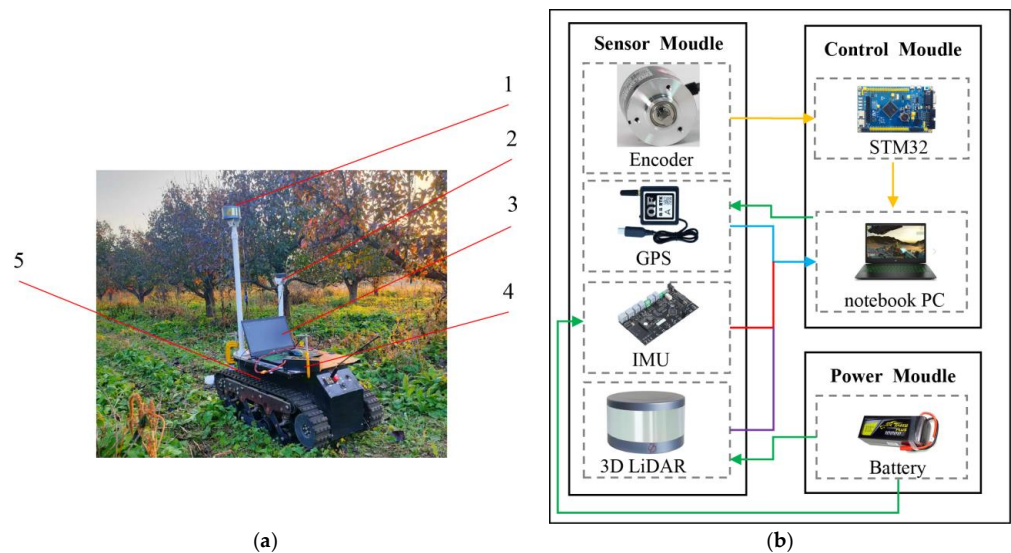 1
2
3
4
5
Sensor Moudle
Encoder
GPS
IMU
3D LiDAR
Control Moudle
STM32
notebook PC
Power Moudle
Battery
(a)
(b)